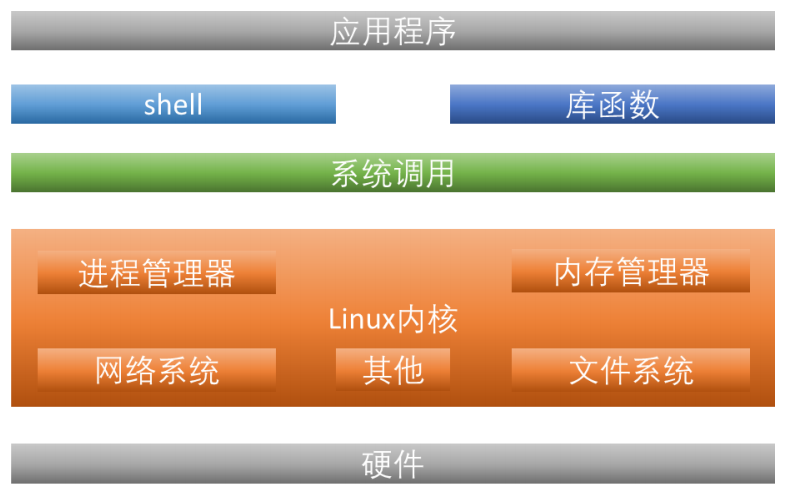 应用程序
shell
库函数
系统调用
进程管理器
内存管理器
Linux内核
网络系统
其他
文件系统
硬件